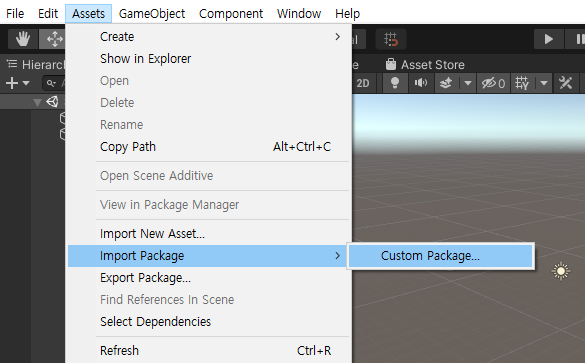 File Edit Assets GameObject Component Window Help
Hierarch
al
e Asset Store
A
2D
0
Create
Show in Explorer
Open
Delete
Rename
Copy Path Alt+Ctrl+C
Open Scene Additive
View in Package Manager
Import New Asset...
Import Package
Custom Package...
Export Package...
Find References In Scene
Select Dependencies
Refresh Ctrl+R